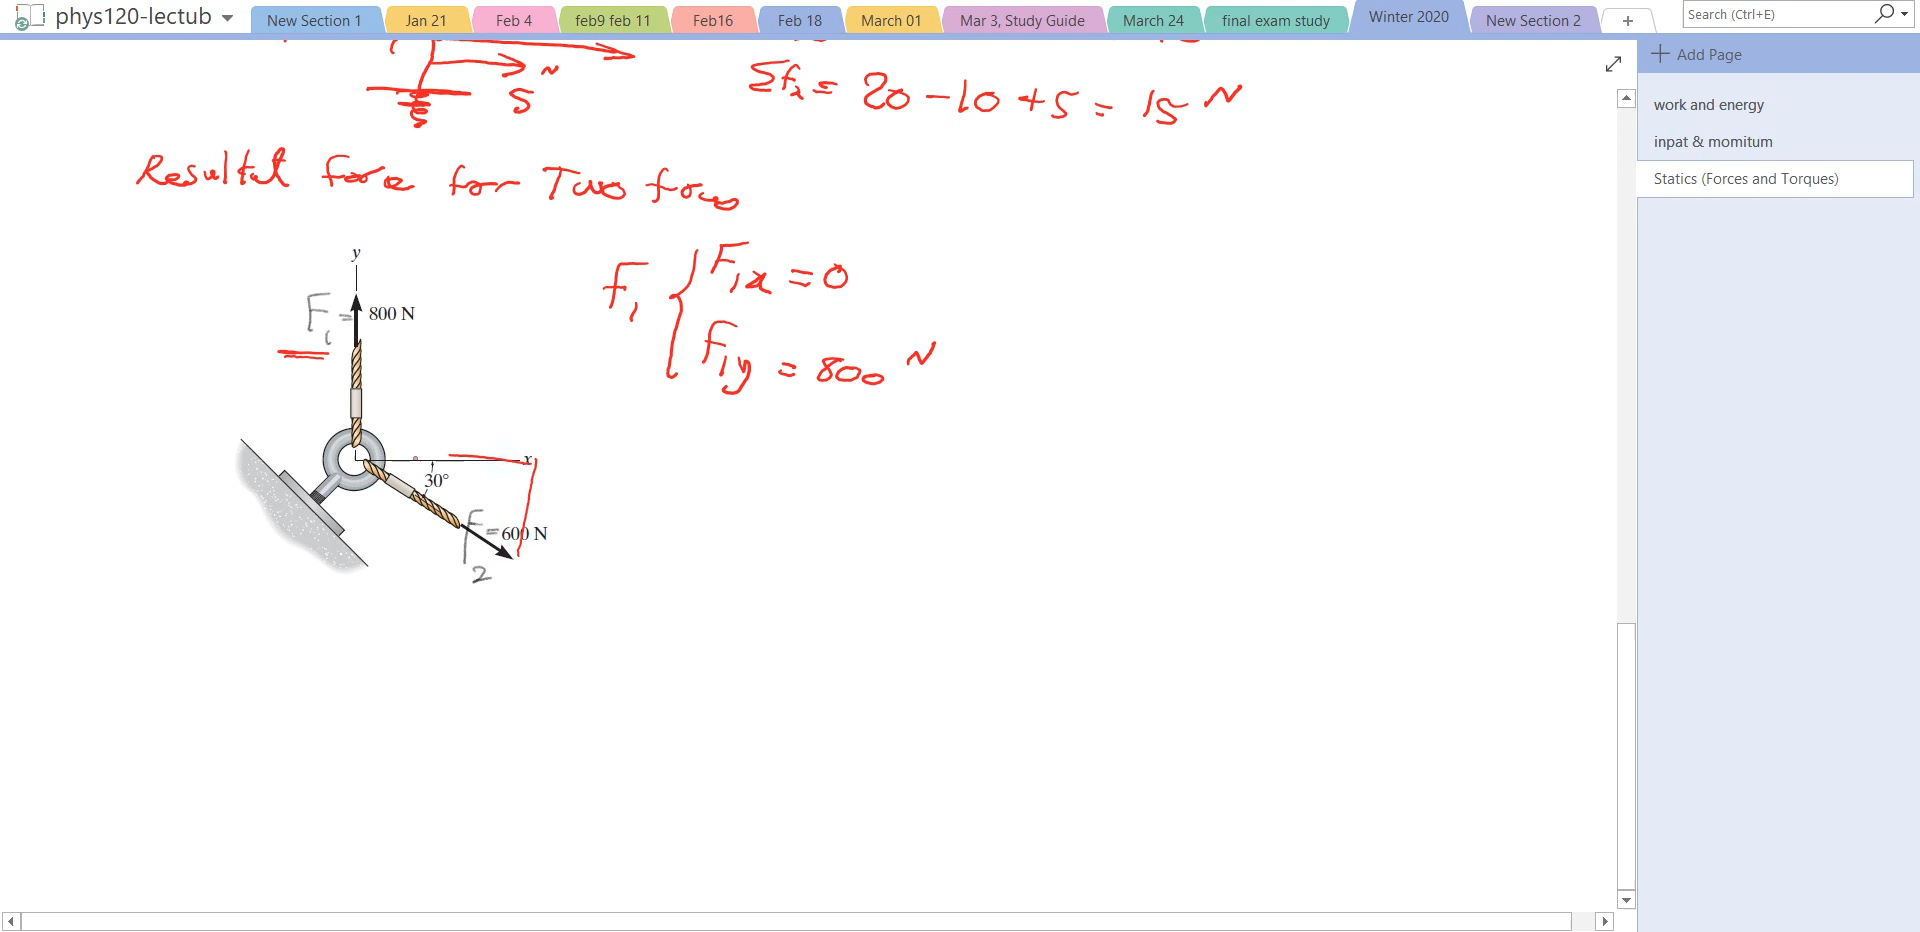 phys120-lectub
New Section 1
Jan 21
Feb 4
feb9 feb 11
Feb16
Feb 18
March 01
Mar 3, Study Guide
March 24
final exam study
Winter 2020
New Section 2
+
Search (Ctrl+E)
Add Page
work and energy
inpat & momitum
Statics (Forces and Torques)
N
5
Σfx = 20 - 10 + 5 = 15 N
Resultat force for Two
y
F1 =
800 N
x
30°
F2 = 600 N
F1 { F1x = 0
F1y = 800 N